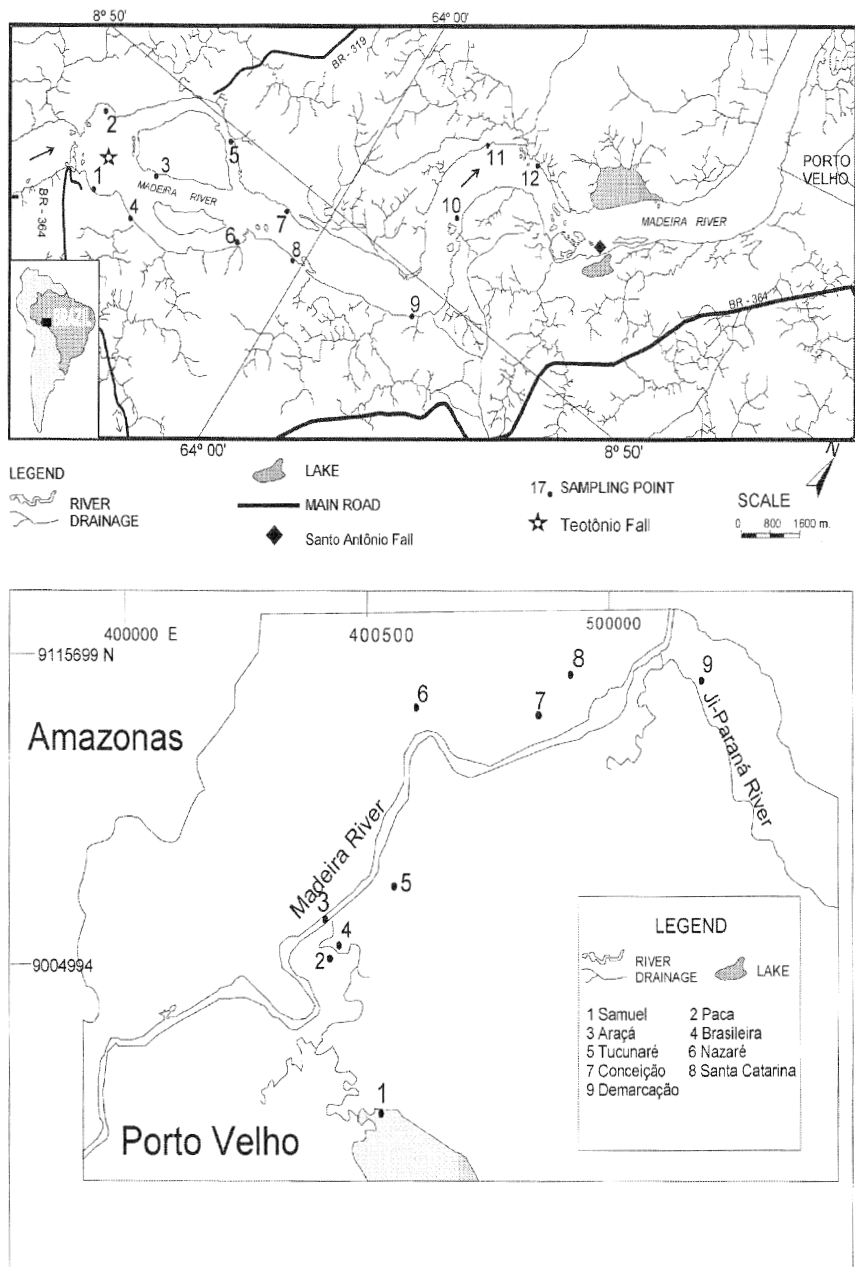 8° 50'
64° 00'
BR-319
2
5
11
12
PORTO
VELHO
1
3
MADEIRA RIVER
BR - 364
4
10
MADEIRA RIVER
7
6
8
9
BR - 364
64° 00'
8° 50'
N
LEGEND
RIVER
DRAINAGE
LAKE
MAIN ROAD
Santo Antônio Fall
17 SAMPLING POINT
Teotônio Fall
SCALE
0 800 1600 m.
400000 E
400500
500000
9115699 N
8
9
6
7
Amazonas
Ji-Paraná River
Madeira River
5
3
4
2
9004994
1
Porto Velho
LEGEND
RIVER
DRAINAGE
LAKE
1 Samuel 2 Paca
3 Araçá 4 Brasileira
5 Tucunaré 6 Nazaré
7 Conceição 8 Santa Catarina
9 Demarcação